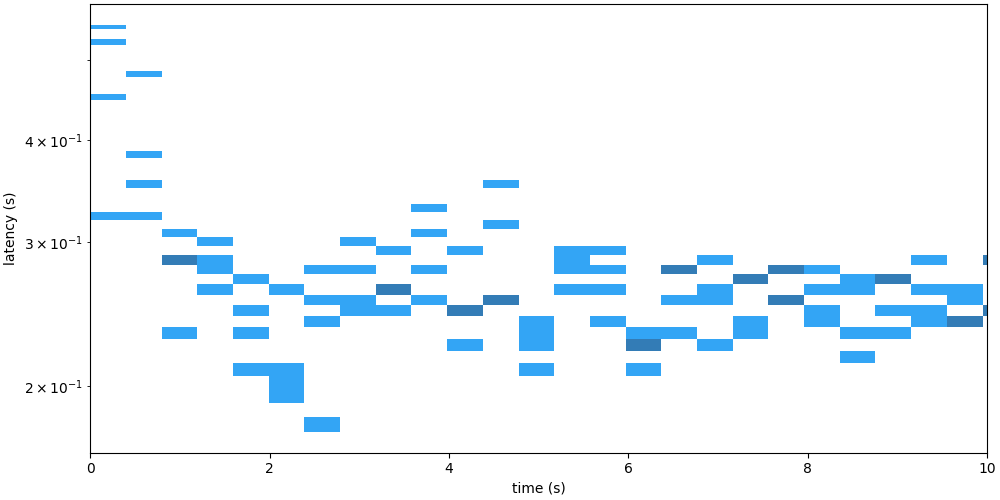 4 × 10⁻¹
3 × 10⁻¹
2 × 10⁻¹
latency (s)
0 2 4 6 8 10
time (s)